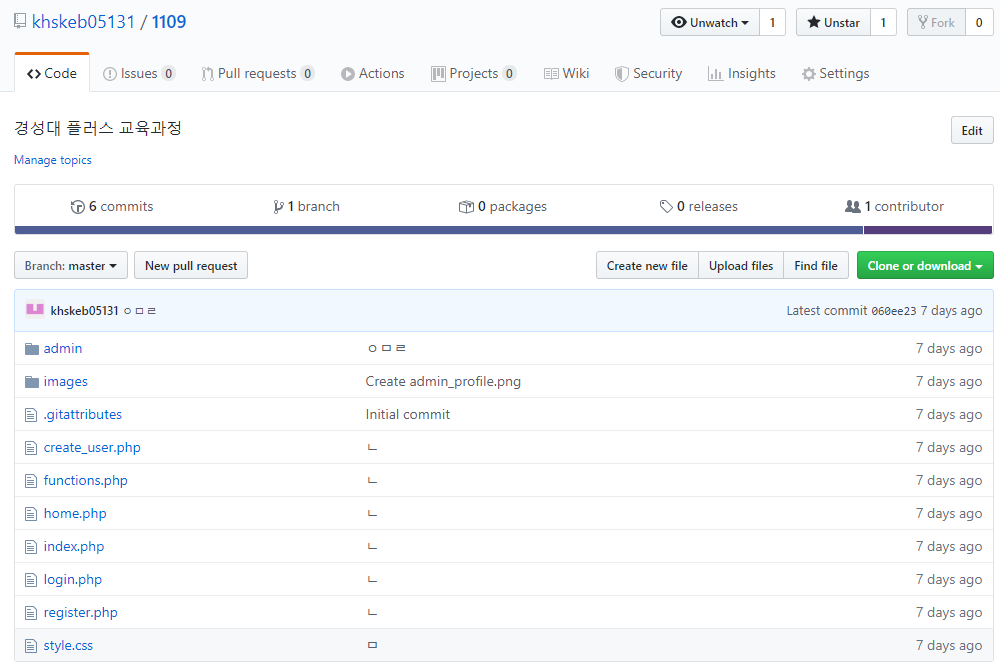 khskeb05131 / 1109 Unwatch 1 Unstar 1 Fork 0
Code Issues 0 Pull requests 0 Actions Projects 0 Wiki Security Insights Settings
경성대 플러스 교육과정 Edit
Manage topics
6 commits 1 branch 0 packages 0 releases 1 contributor
Branch: master New pull request Create new file Upload files Find file Clone or download
khskeb05131 ㅇㅁㄹ Latest commit 060ee23 7 days ago
admin ㅇㅁㄹ 7 days ago
images Create admin_profile.png 7 days ago
.gitattributes Initial commit 7 days ago
create_user.php ㄴ 7 days ago
functions.php ㄴ 7 days ago
home.php ㄴ 7 days ago
index.php ㄴ 7 days ago
login.php ㄴ 7 days ago
register.php ㄴ 7 days ago
style.css ㅁ 7 days ago